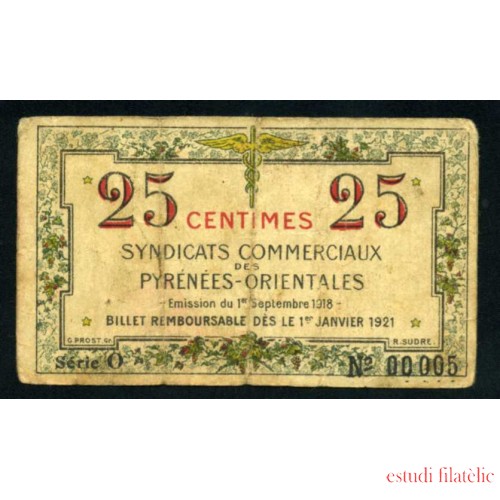 25 CENTIMES 25
SYNDICATS COMMERCIAUX
DES
PYRÉNÉES-ORIENTALES
- Emission du 1er Septembre 1918 -
BILLET REMBOURSABLE DÈS LE 1er JANVIER 1921
G. PROST. Gr. R. SUDRE.
Série O Nº 00,005
estudi filatèlic